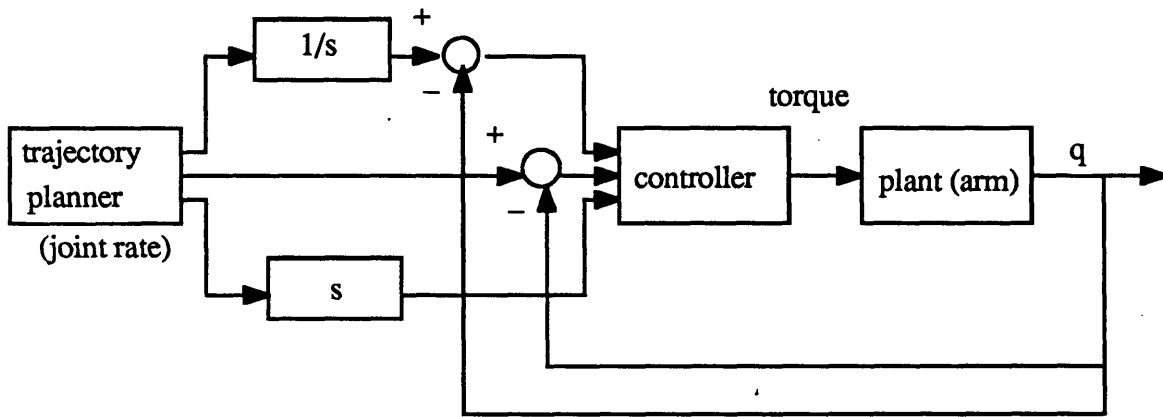 +
1/s
−
torque
+
trajectory
planner
(joint rate)
controller
plant (arm)
q
−
s